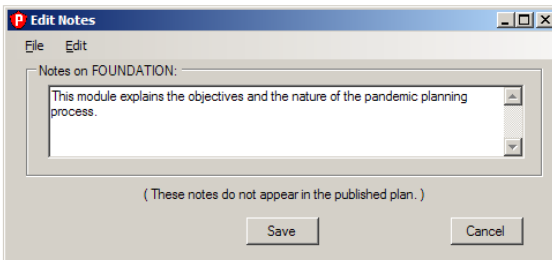 Edit Notes
File Edit
Notes on FOUNDATION:
This module explains the objectives and the nature of the pandemic planning
process.
( These notes do not appear in the published plan. )
Save Cancel